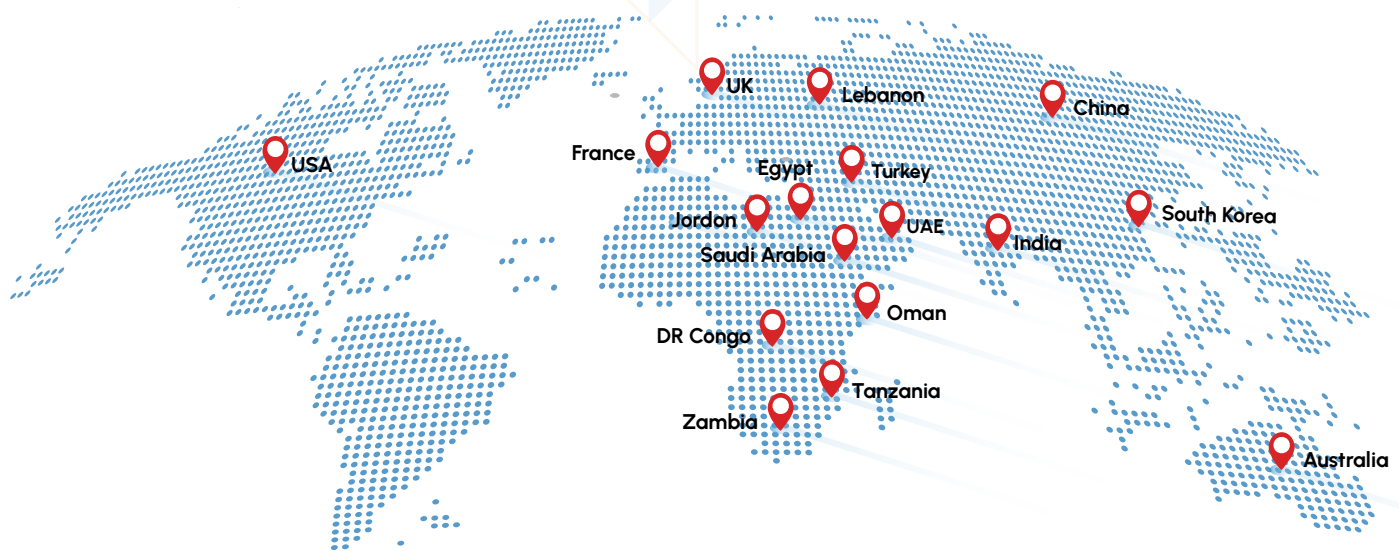 UK
Lebanon
China
France
USA
Egypt
Turkey
Jordon
UAE
South Korea
India
Saudi Arabia
Oman
DR Congo
Tanzania
Zambia
Australia